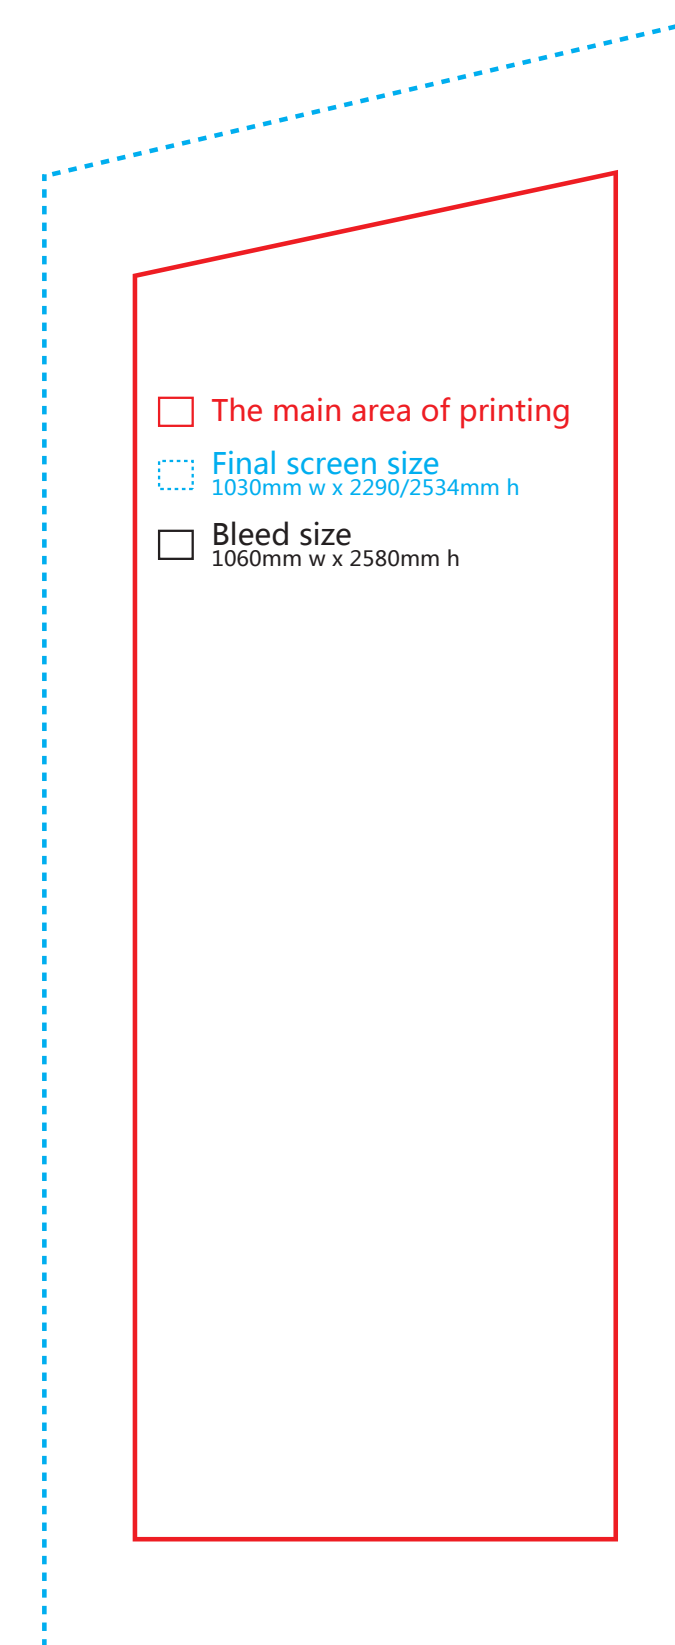 The main area of printing
Final screen size
1030mm w x 2290/2534mm h
Bleed size
1060mm w x 2580mm h